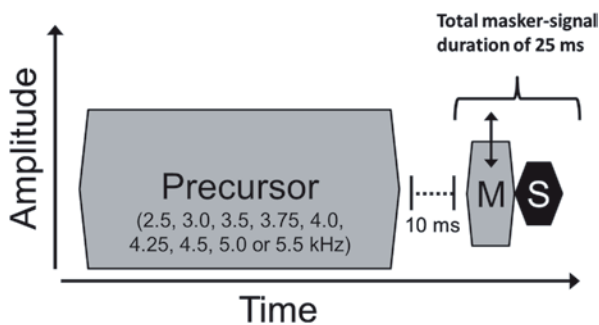 Total masker-signal
duration of 25 ms
Amplitude
Precursor
(2.5, 3.0, 3.5, 3.75, 4.0,
4.25, 4.5, 5.0 or 5.5 kHz)
10 ms
M
S
Time